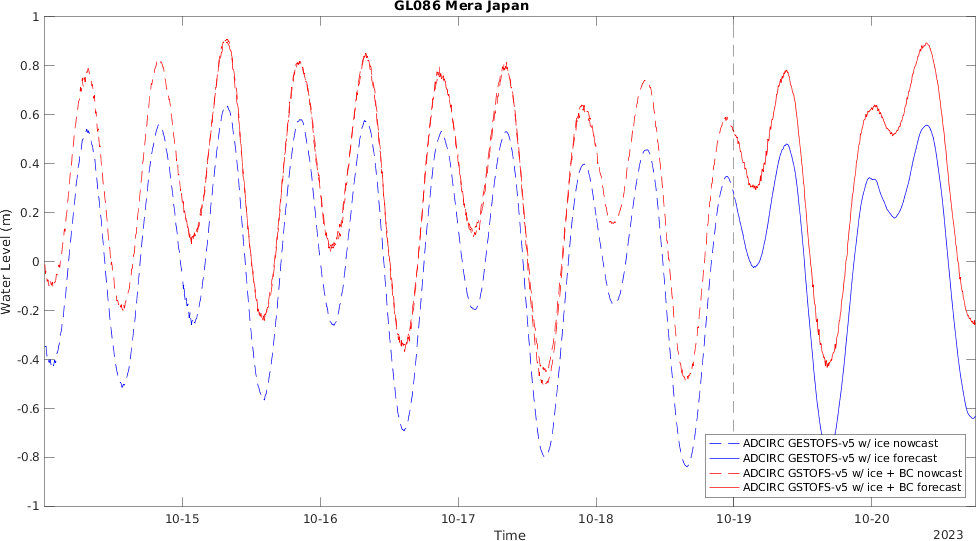 GL086 Mera Japan
Water Level (m)
1
0.8
0.6
0.4
0.2
0
-0.2
-0.4
-0.6
-0.8
-1
ADCIRC GESTOFS-v5 w/ ice nowcast
ADCIRC GESTOFS-v5 w/ ice forecast
ADCIRC GSTOFS-v5 w/ ice + BC nowcast
ADCIRC GSTOFS-v5 w/ ice + BC forecast
10-15 10-16 10-17 10-18 10-19 10-20
Time
2023